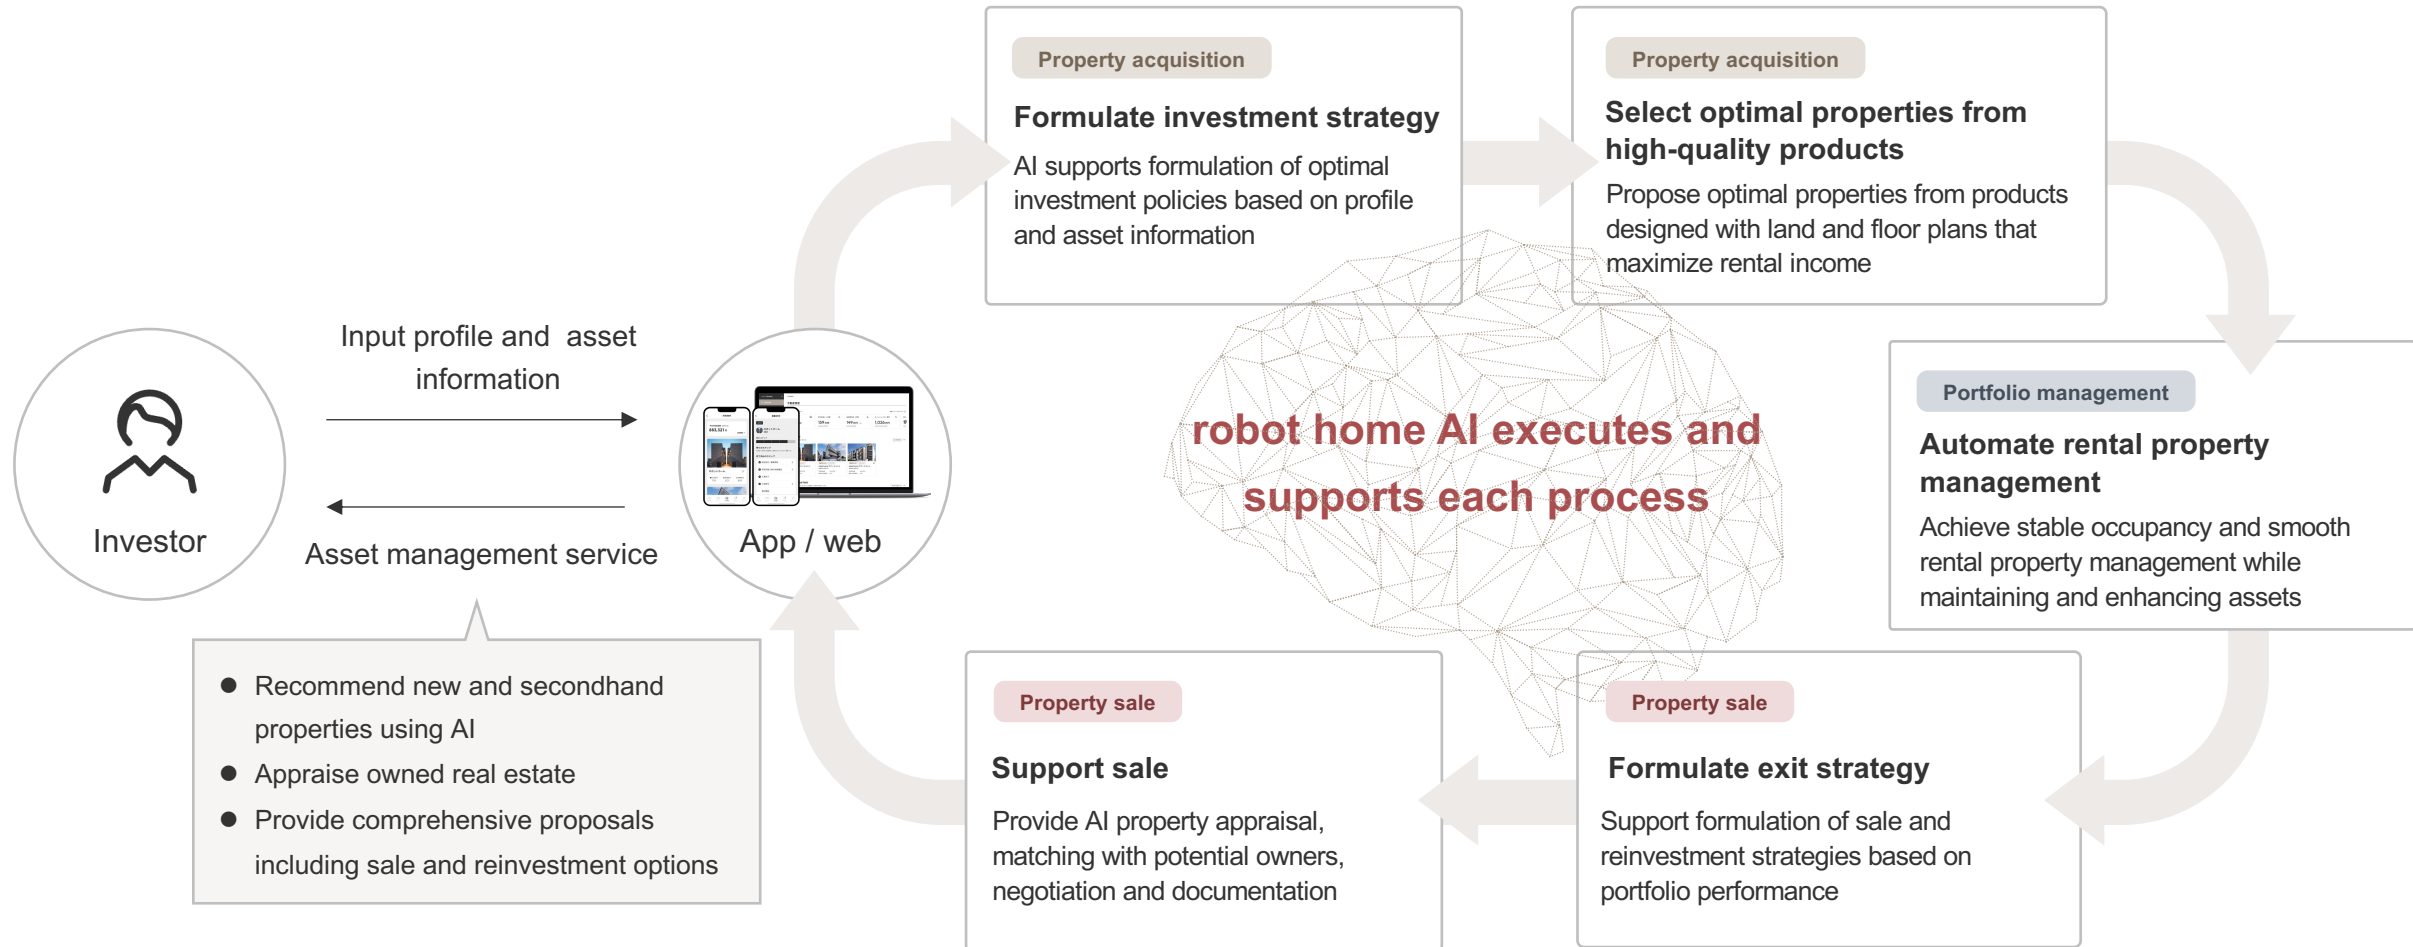 Property acquisition
Formulate investment strategy
AI supports formulation of optimal
investment policies based on profile
and asset information
Property acquisition
Select optimal properties from
high-quality products
Propose optimal properties from products
designed with land and floor plans that
maximize rental income
Input profile and asset
information
Investor
Asset management service
App / web
robot home AI executes and
supports each process
Portfolio management
Automate rental property
management
Achieve stable occupancy and smooth
rental property management while
maintaining and enhancing assets
● Recommend new and secondhand
properties using AI
● Appraise owned real estate
● Provide comprehensive proposals
including sale and reinvestment options
Property sale
Support sale
Provide AI property appraisal,
matching with potential owners,
negotiation and documentation
Property sale
Formulate exit strategy
Support formulation of sale and
reinvestment strategies based on
portfolio performance